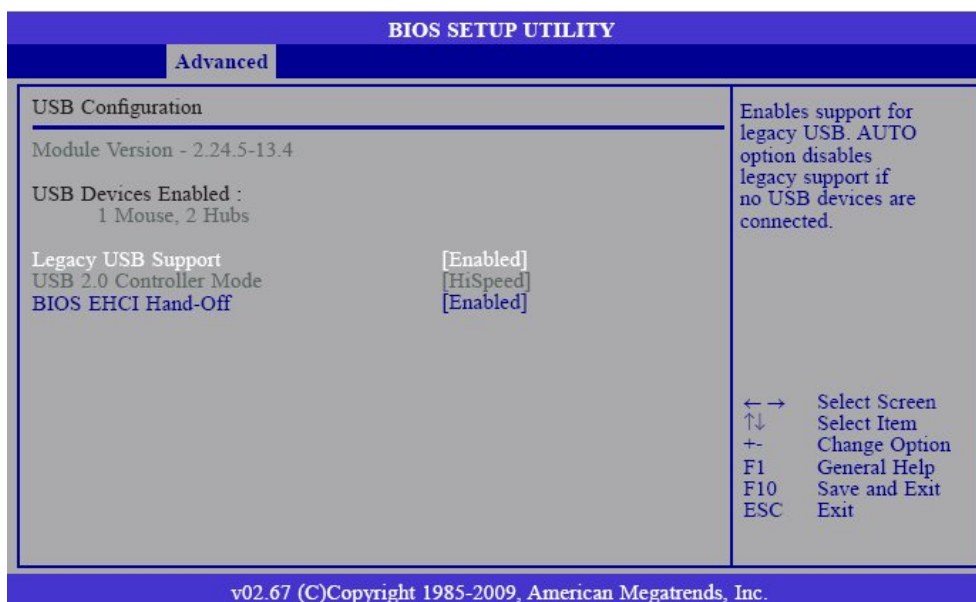 BIOS SETUP UTILITY
Advanced
USB Configuration
Module Version - 2.24.5-13.4
USB Devices Enabled :
1 Mouse, 2 Hubs
Legacy USB Support [Enabled]
USB 2.0 Controller Mode [HiSpeed]
BIOS EHCI Hand-Off [Enabled]
Enables support for
legacy USB. AUTO
option disables
legacy support if
no USB devices are
connected.
←→ Select Screen
↑↓ Select Item
+- Change Option
F1 General Help
F10 Save and Exit
ESC Exit
v02.67 (C)Copyright 1985-2009, American Megatrends, Inc.